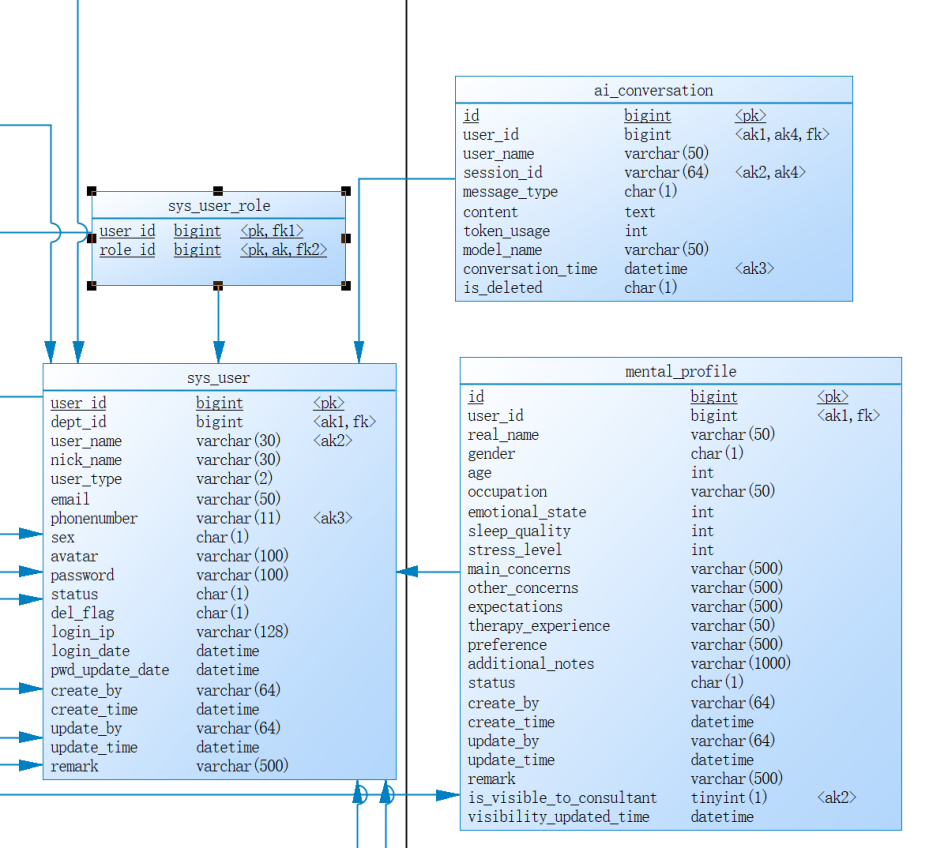 ai_conversation
id bigint <pk>
user_id bigint <ak1,ak4,fk>
user_name varchar(50)
session_id varchar(64) <ak2,ak4>
message_type char(1)
content text
token_usage int
model_name varchar(50)
conversation_time datetime <ak3>
is_deleted char(1)
sys_user_role
user_id bigint <pk,fk1>
role_id bigint <pk,ak,fk2>
sys_user
user_id bigint <pk>
dept_id bigint <ak1,fk>
user_name varchar(30) <ak2>
nick_name varchar(30)
user_type varchar(2)
email varchar(50)
phonenumber varchar(11) <ak3>
sex char(1)
avatar varchar(100)
password varchar(100)
status char(1)
del_flag char(1)
login_ip varchar(128)
login_date datetime
pwd_update_date datetime
create_by varchar(64)
create_time datetime
update_by varchar(64)
update_time datetime
remark varchar(500)
mental_profile
id bigint <pk>
user_id bigint <ak1,fk>
real_name varchar(50)
gender char(1)
age int
occupation varchar(50)
emotional_state int
sleep_quality int
stress_level int
main_concerns varchar(500)
other_concerns varchar(500)
expectations varchar(500)
therapy_experience varchar(50)
preference varchar(500)
additional_notes varchar(1000)
status char(1)
create_by varchar(64)
create_time datetime
update_by varchar(64)
update_time datetime
remark varchar(500)
is_visible_to_consultant tinyint(1) <ak2>
visibility_updated_time datetime